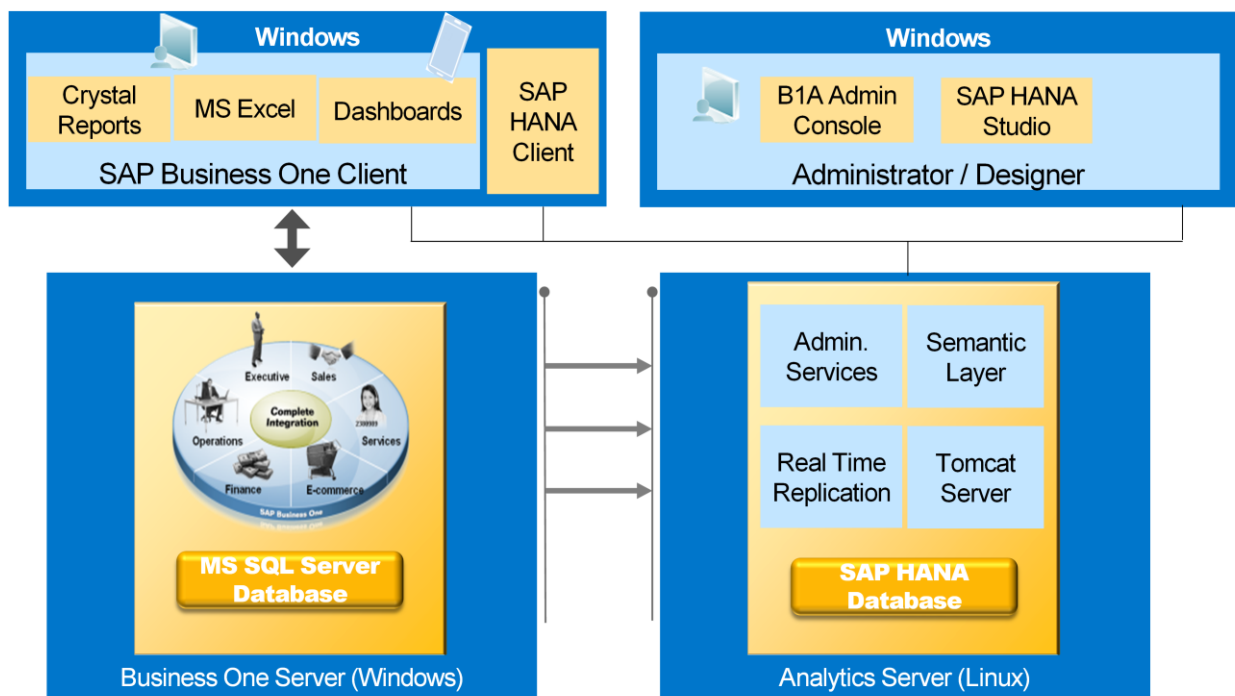 Windows
Crystal
Reports
MS Excel
Dashboards
SAP
HANA
Client
SAP Business One Client
Windows
B1A Admin
Console
SAP HANA
Studio
Administrator / Designer
Executive
Sales
Complete
Integration
Operations
Services
2388989
Finance
E-commerce
SAP Business One
MS SQL Server
Database
Business One Server (Windows)
Admin.
Services
Semantic
Layer
Real Time
Replication
Tomcat
Server
SAP HANA
Database
Analytics Server (Linux)